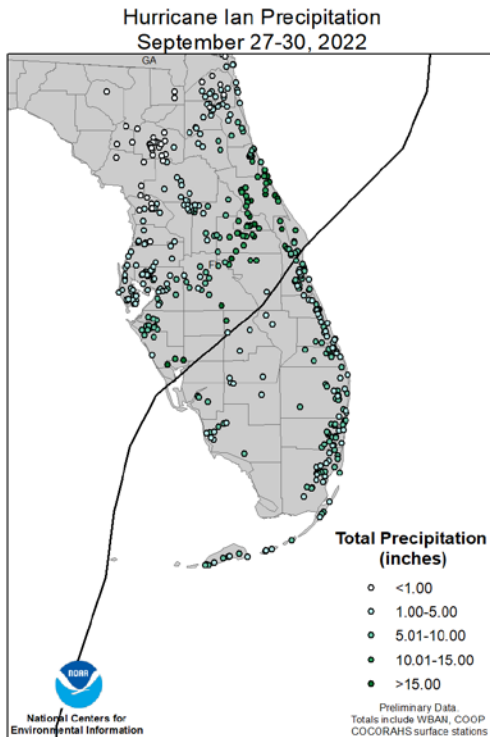 Hurricane Ian Precipitation
September 27-30, 2022
GA
F
Total Precipitation
(inches)
<1.00
1.00-5.00
5.01-10.00
10.01-15.00
>15.00
NOAA
National Centers for
Environmental Information
Preliminary Data.
Totals include WBAN, COOP
COCORAHS surface stations